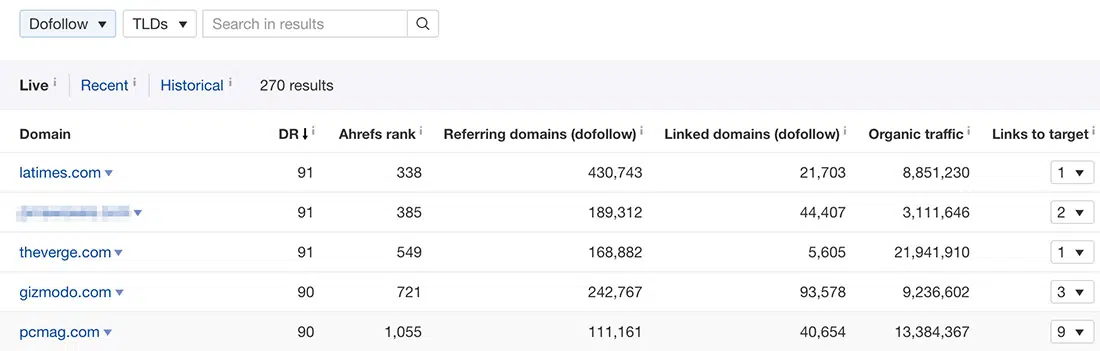 Dofollow TLDs Search in results
Live i Recent i Historical i 270 results
Domain DR i Ahrefs rank i Referring domains (dofollow) i Linked domains (dofollow) i Organic traffic i Links to target i
latimes.com 91 338 430,743 21,703 8,851,230 1
91 385 189,312 44,407 3,111,646 2
theverge.com 91 549 168,882 5,605 21,941,910 1
gizmodo.com 90 721 242,767 93,578 9,236,602 3
pcmag.com 90 1,055 111,161 40,654 13,384,367 9